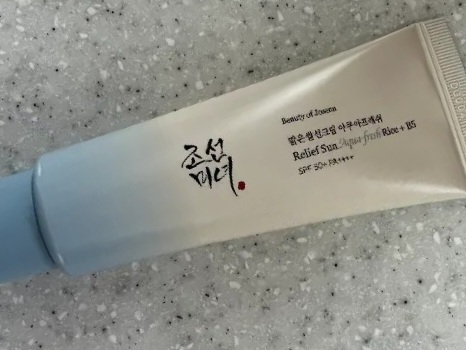 조선
미녀
Beauty of Joseon
맑은쌀선크림 아쿠아프레쉬
Relief Sun Aqua-fresh Rice + B5
SPF 50+ PA++++